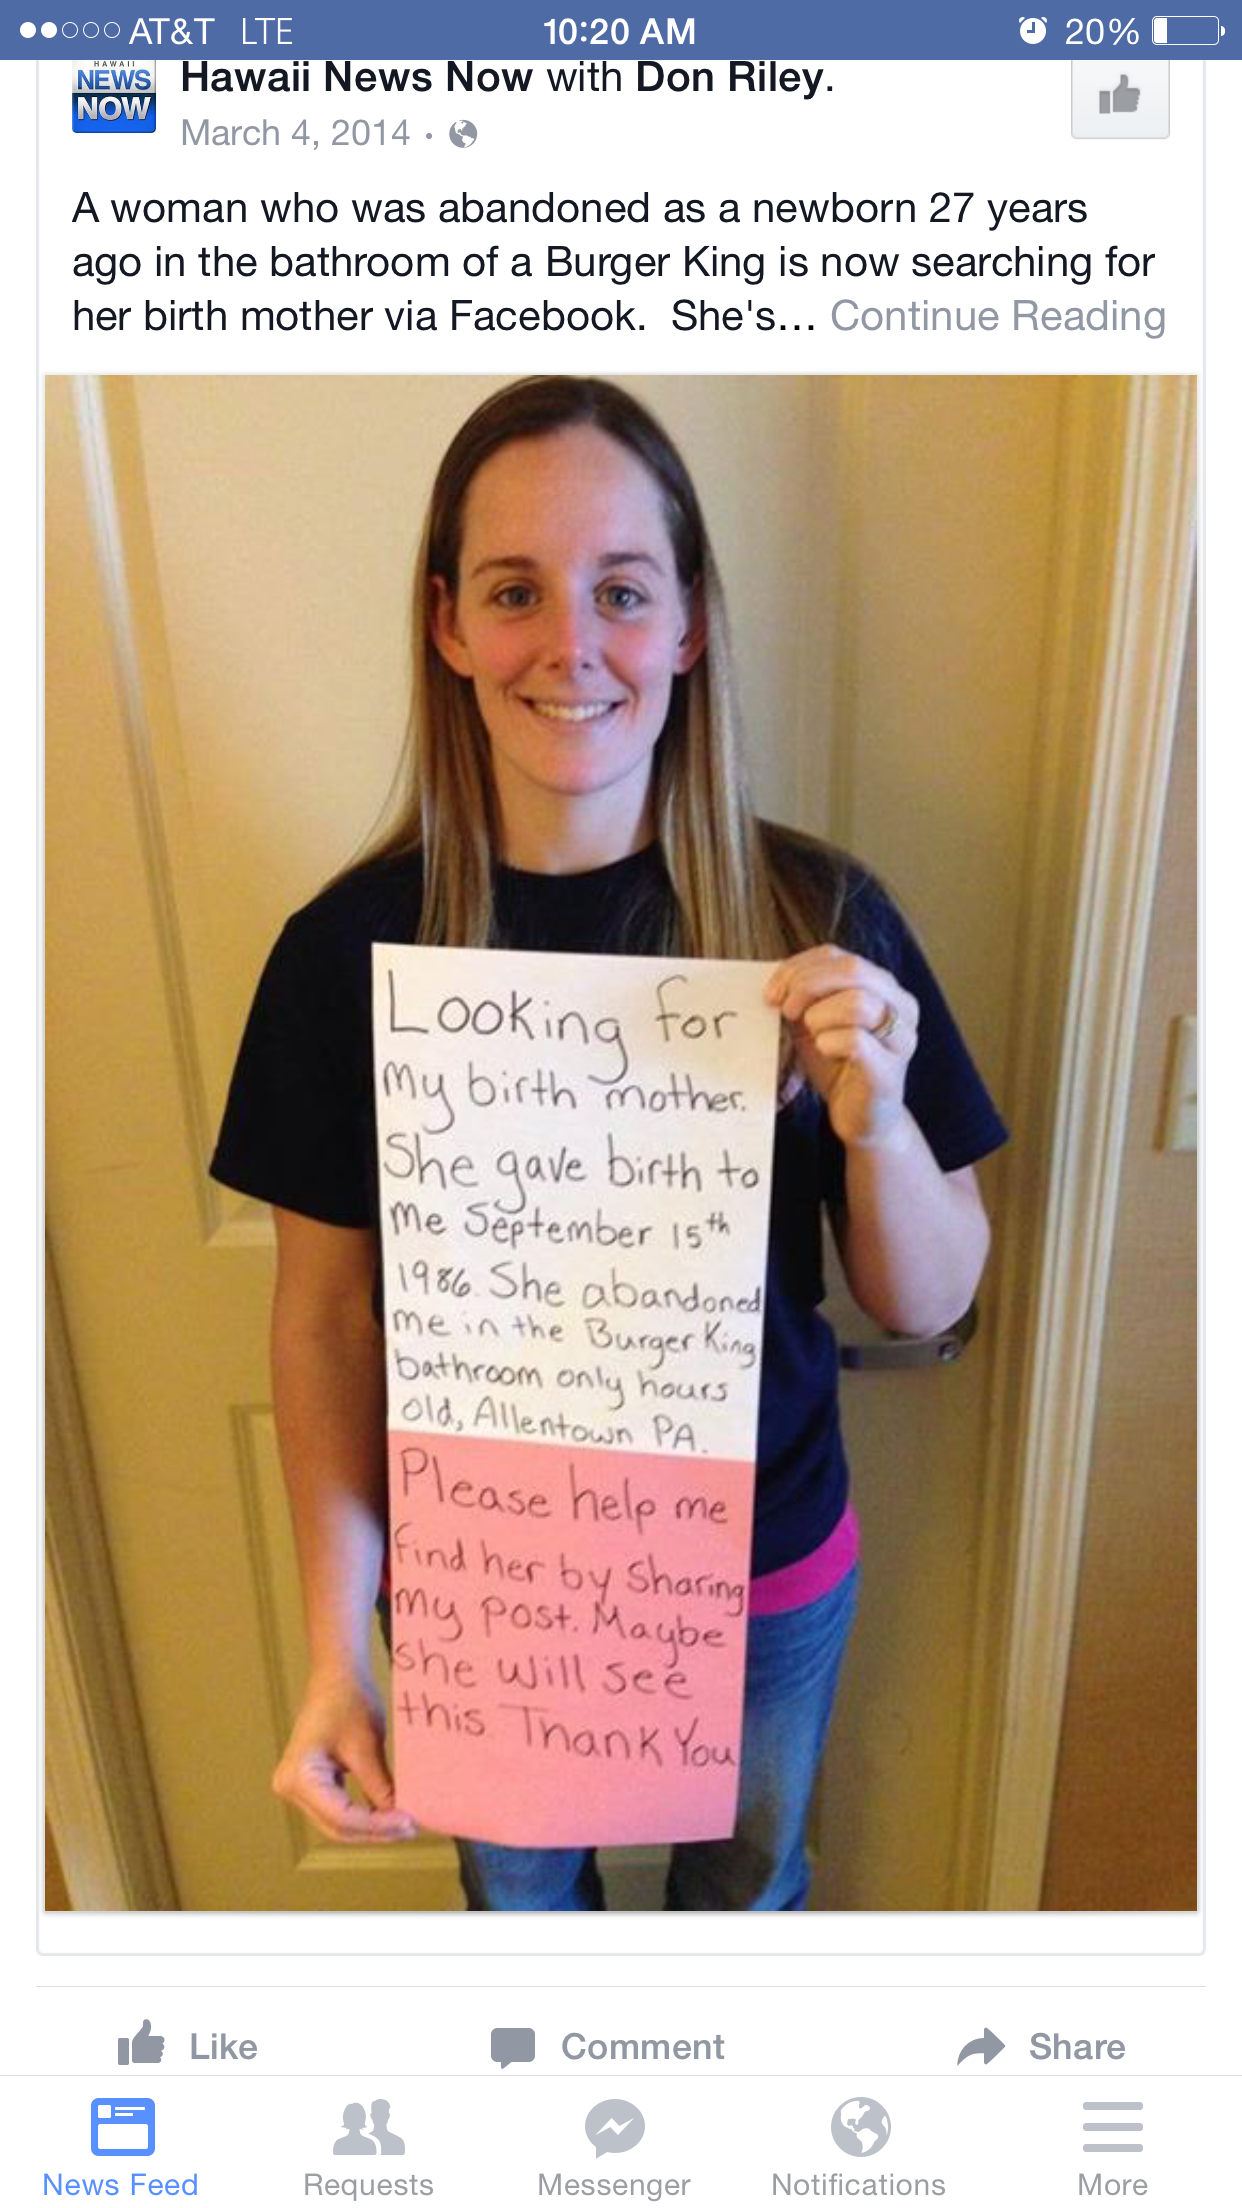 AT&T LTE 10:20 AM 20%
HAWAII
NEWS
NOW
Hawaii News Now with Don Riley.
March 4, 2014 ·
A woman who was abandoned as a newborn 27 years
ago in the bathroom of a Burger King is now searching for
her birth mother via Facebook.  She's... Continue Reading
Looking for
my birth mother.
She gave birth to
me September 15th
1986. She abandoned
me in the Burger King
bathroom only hours
old, Allentown PA.
Please help me
find her by sharing
my post. Maybe
she will see
this. Thank You
Like Comment Share
News Feed Requests Messenger Notifications More